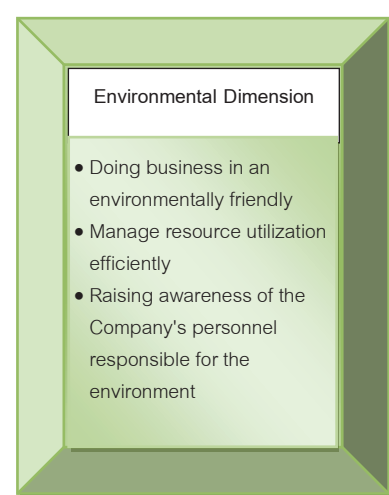 Environmental Dimension
• Doing business in an
environmentally friendly
• Manage resource utilization
efficiently
• Raising awareness of the
Company's personnel
responsible for the
environment